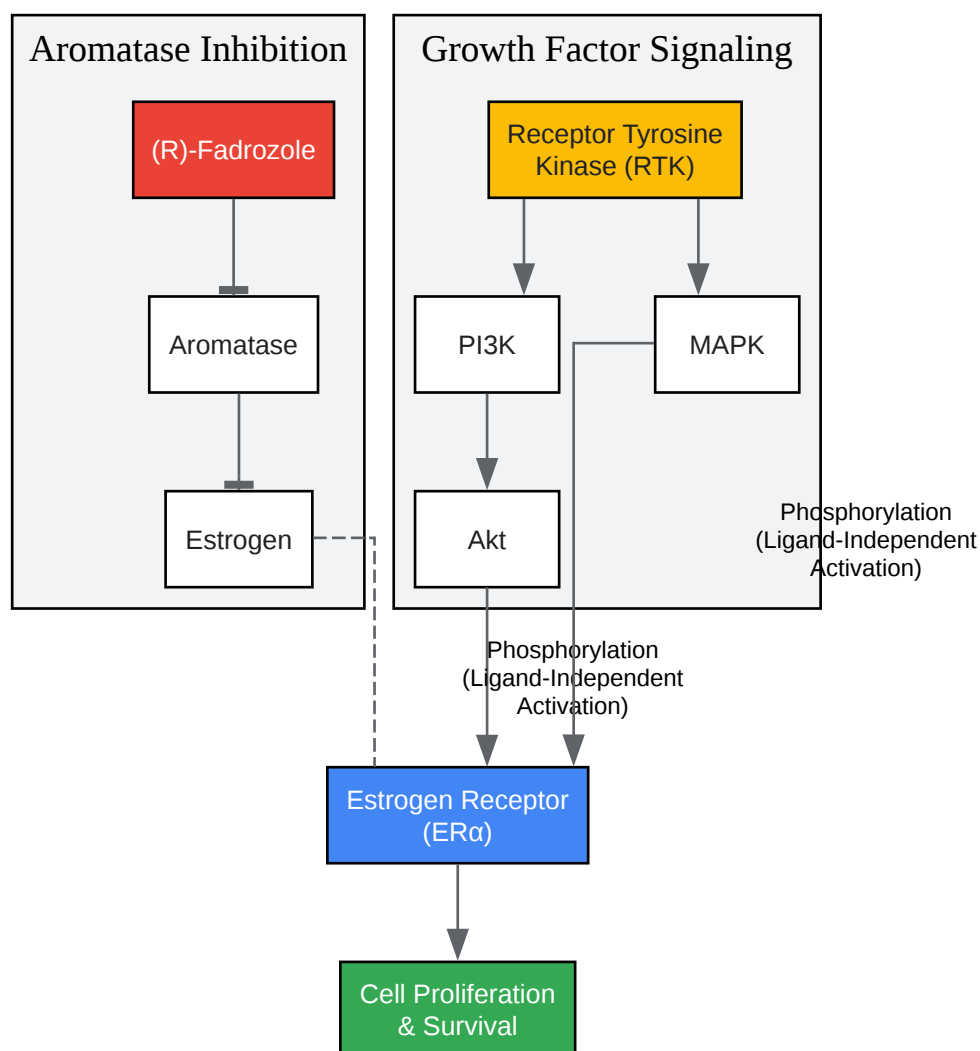 Aromatase Inhibition
Growth Factor Signaling
(R)-Fadrozole
Receptor Tyrosine
Kinase (RTK)
Aromatase
PI3K
MAPK
Estrogen
Akt
Phosphorylation
(Ligand-Independent
Activation)
Phosphorylation
(Ligand-Independent
Activation)
Estrogen Receptor
(ERα)
Cell Proliferation
& Survival